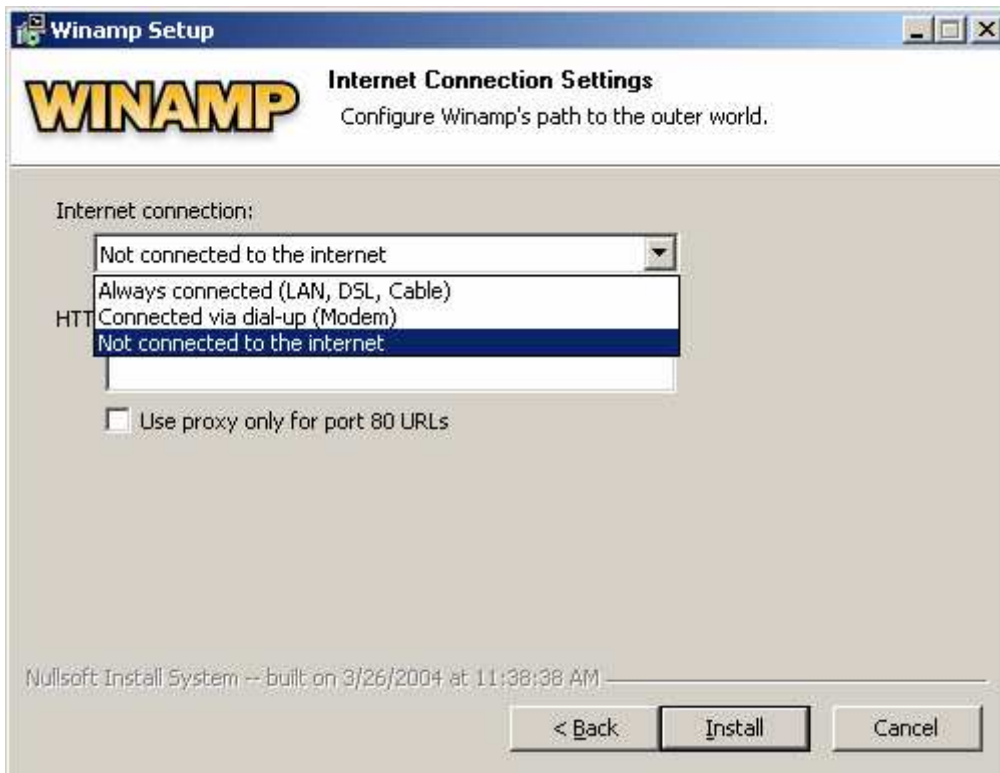 Winamp Setup
WINAMP
Internet Connection Settings
Configure Winamp's path to the outer world.
Internet connection:
Not connected to the internet
Always connected (LAN, DSL, Cable)
HTT Connected via dial-up (Modem)
Not connected to the internet
Use proxy only for port 80 URLs
Nullsoft Install System -- built on 3/26/2004 at 11:38:38 AM
< Back Install Cancel